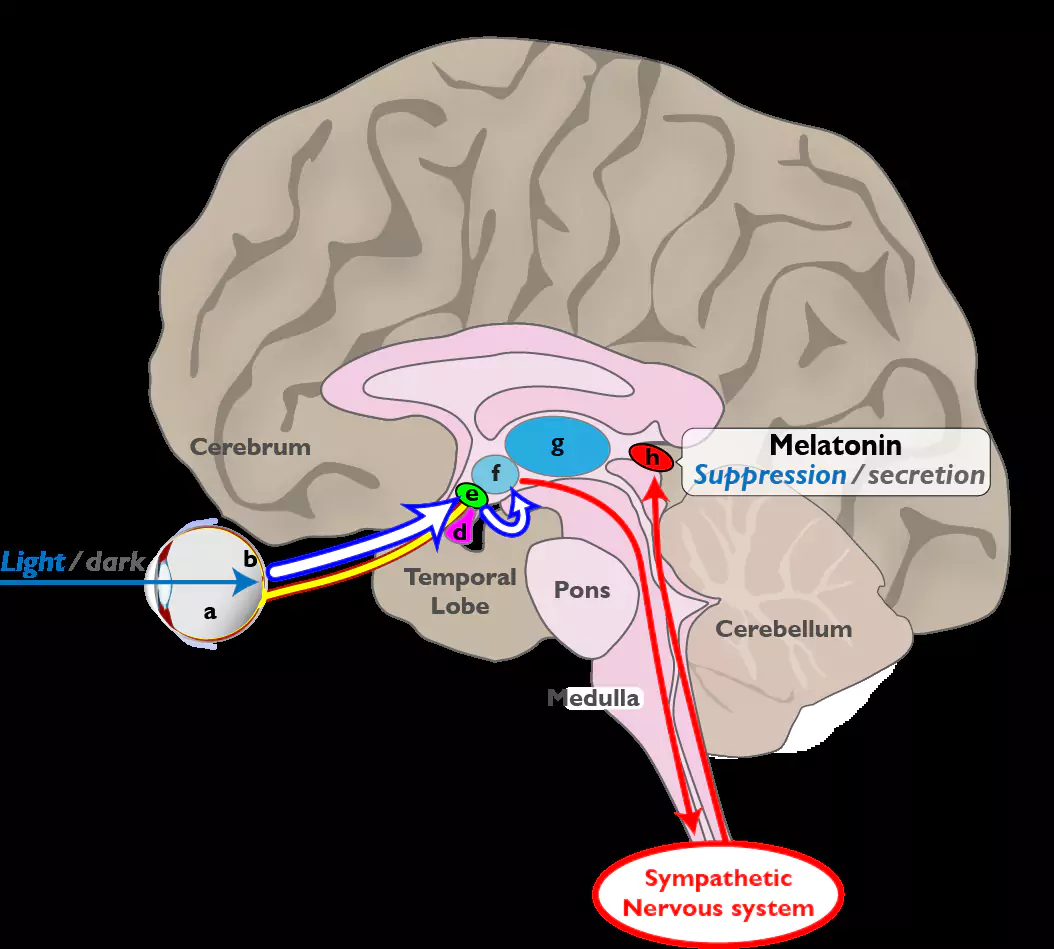 Cerebrum
g
f
h
Melatonin
Suppression / secretion
e
d
Light / dark
b
a
Temporal
Lobe
Pons
Cerebellum
Medulla
Sympathetic
Nervous system